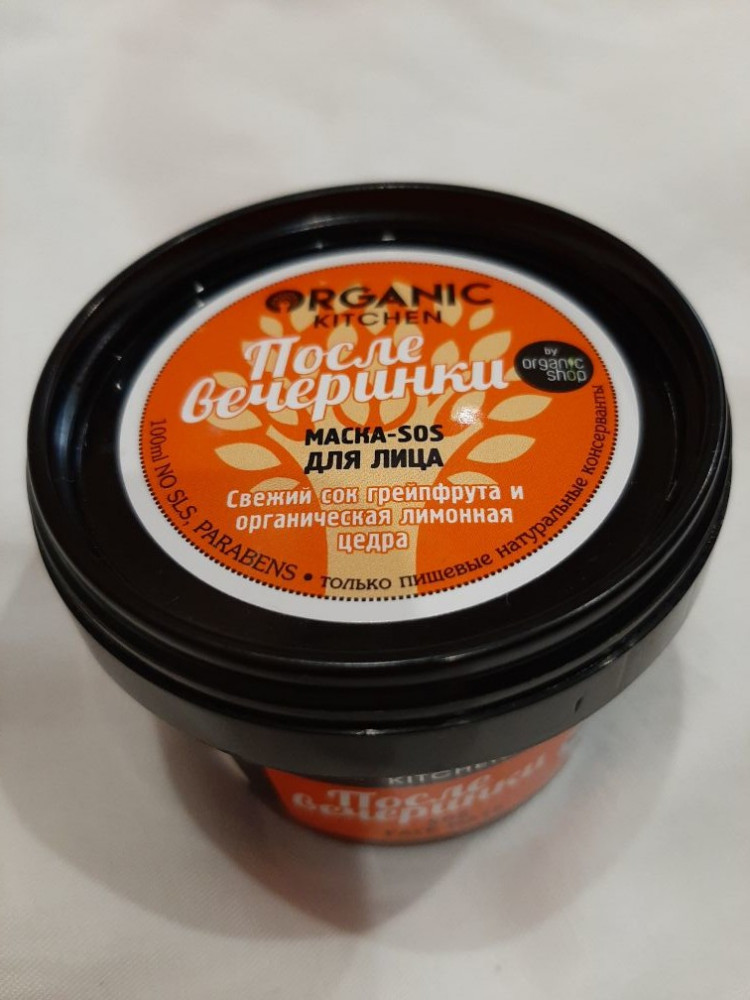 ORGANIC
KITCHEN
После
вечеринки
by
organic
shop
МАСКА-SOS
ДЛЯ ЛИЦА
Свежий сок грейпфрута и
органическая лимонная
цедра
100ml NO SLS, PARABENS • только пищевые натуральные консерванты
KITCHEN
После
вечеринки